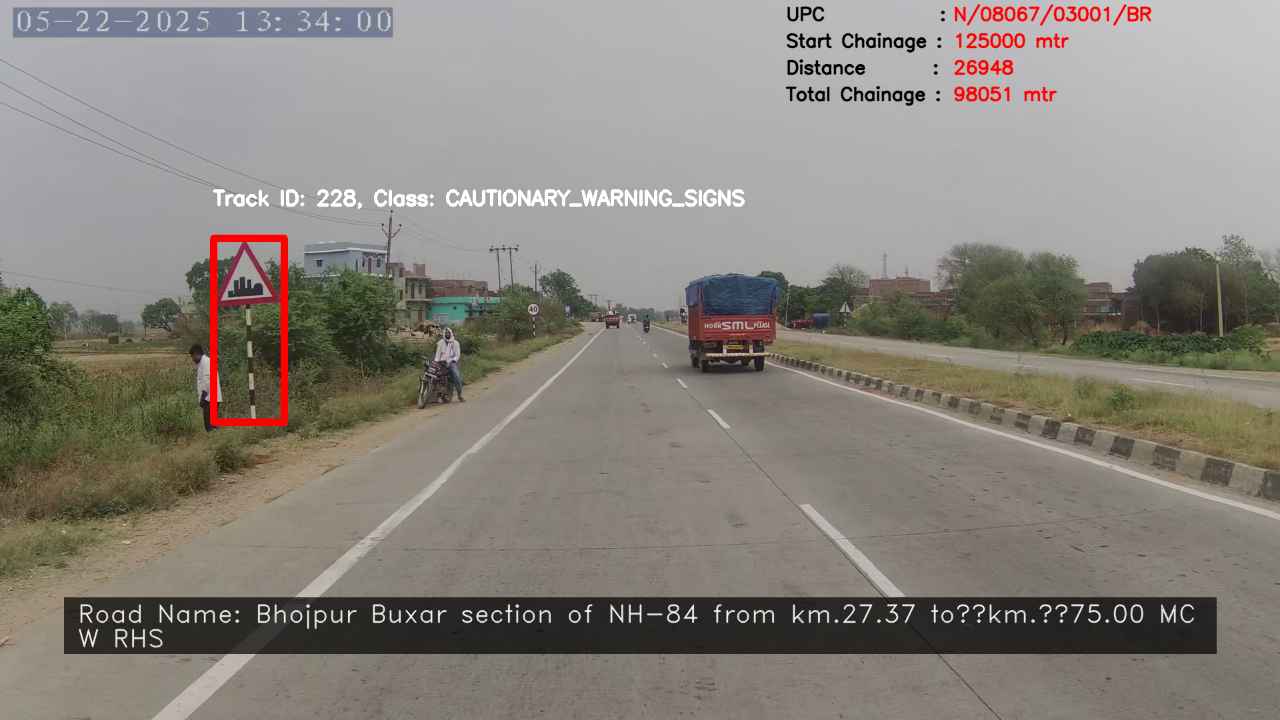 05-22-2025 13:34:00
UPC : N/08067/03001/BR
Start Chainage : 125000 mtr
Distance : 26948
Total Chainage : 98051 mtr
Track ID: 228, Class: CAUTIONARY_WARNING_SIGNS
40
SML
Road Name: Bhojpur Buxar section of NH-84 from km.27.37 to??km.??75.00 MC
W RHS